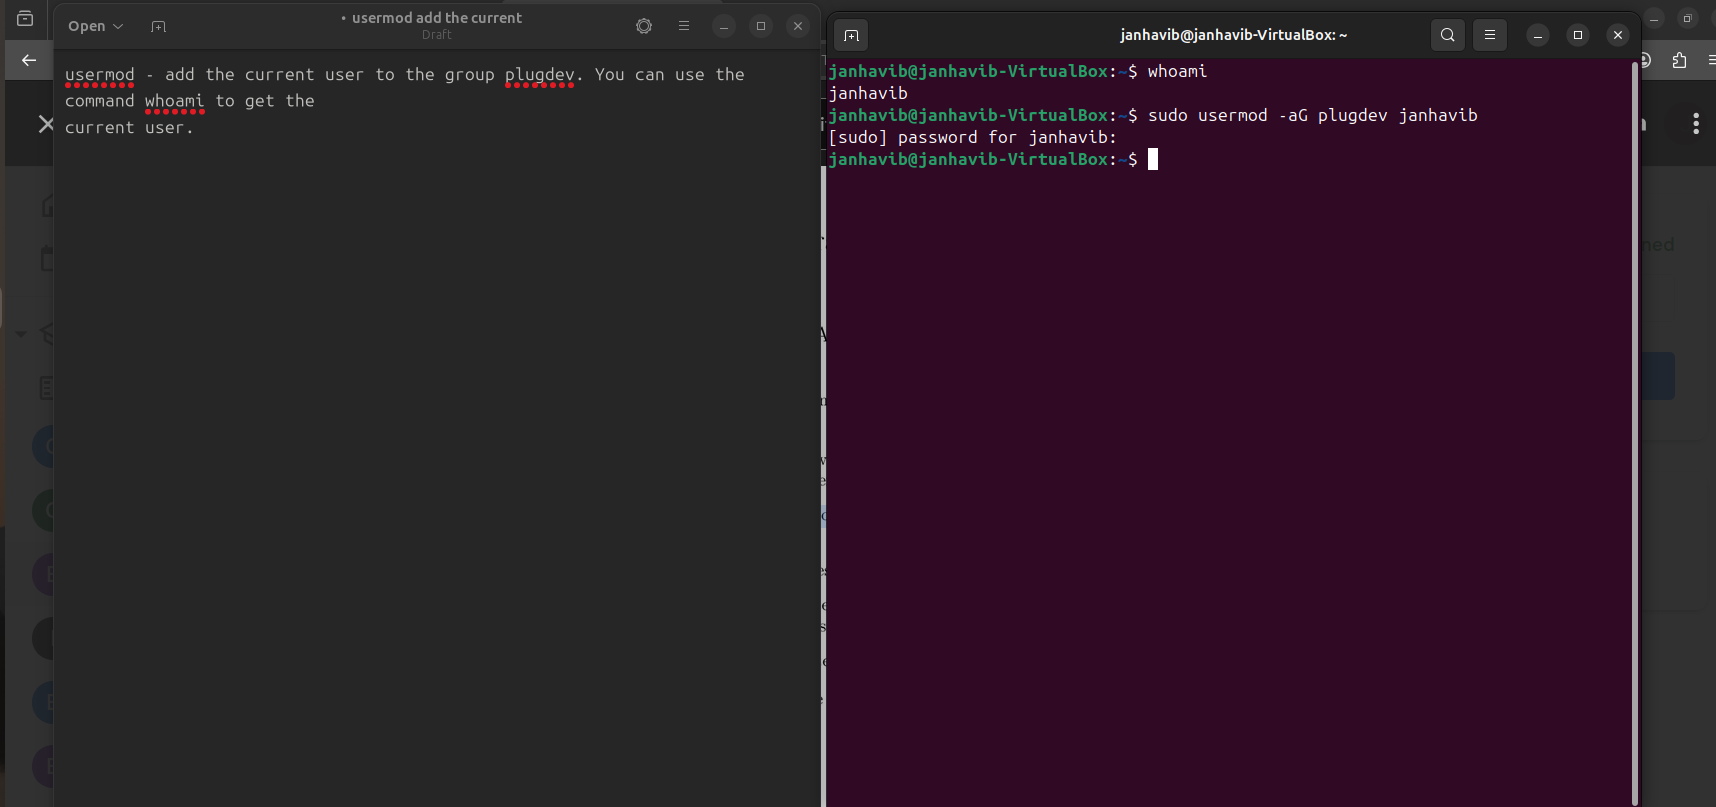 Open
• usermod add the current
Draft
usermod - add the current user to the group plugdev. You can use the
command whoami to get the
current user.
janhavib@janhavib-VirtualBox: ~
janhavib@janhavib-VirtualBox:~$ whoami
janhavib
janhavib@janhavib-VirtualBox:~$ sudo usermod -aG plugdev janhavib
[sudo] password for janhavib:
janhavib@janhavib-VirtualBox:~$